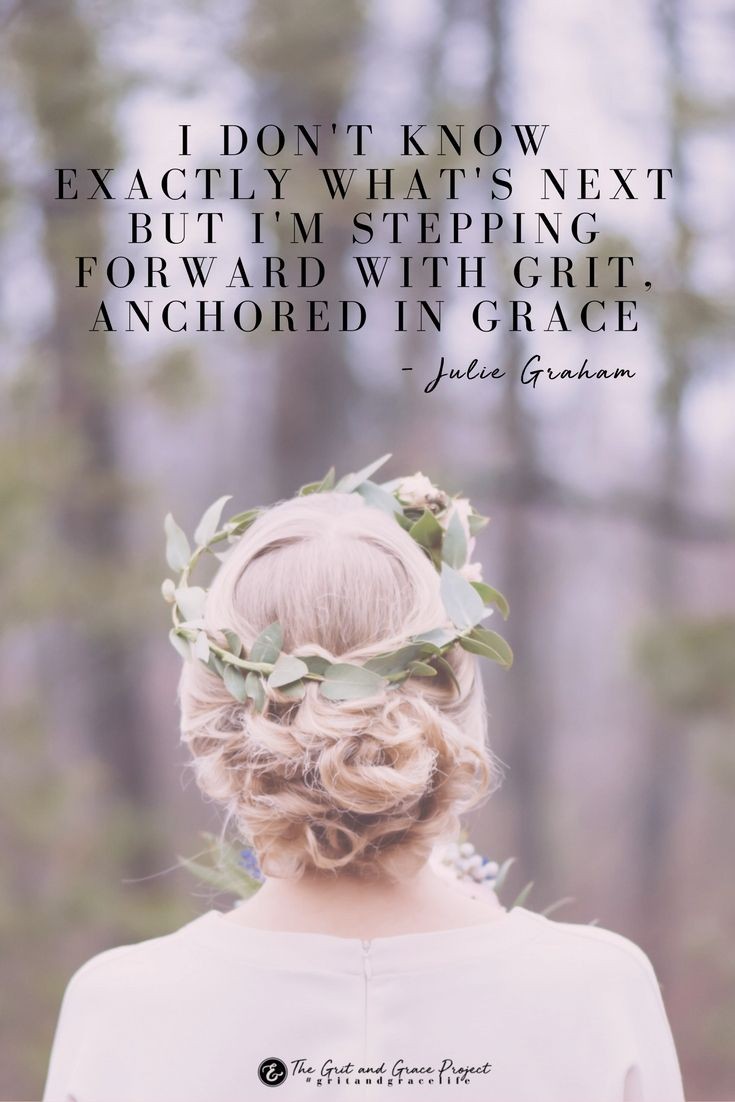 I DON'T KNOW
EXACTLY WHAT'S NEXT
BUT I'M STEPPING
FORWARD WITH GRIT,
ANCHORED IN GRACE
- Julie Graham
& The Grit and Grace Project
#gritandgracelife